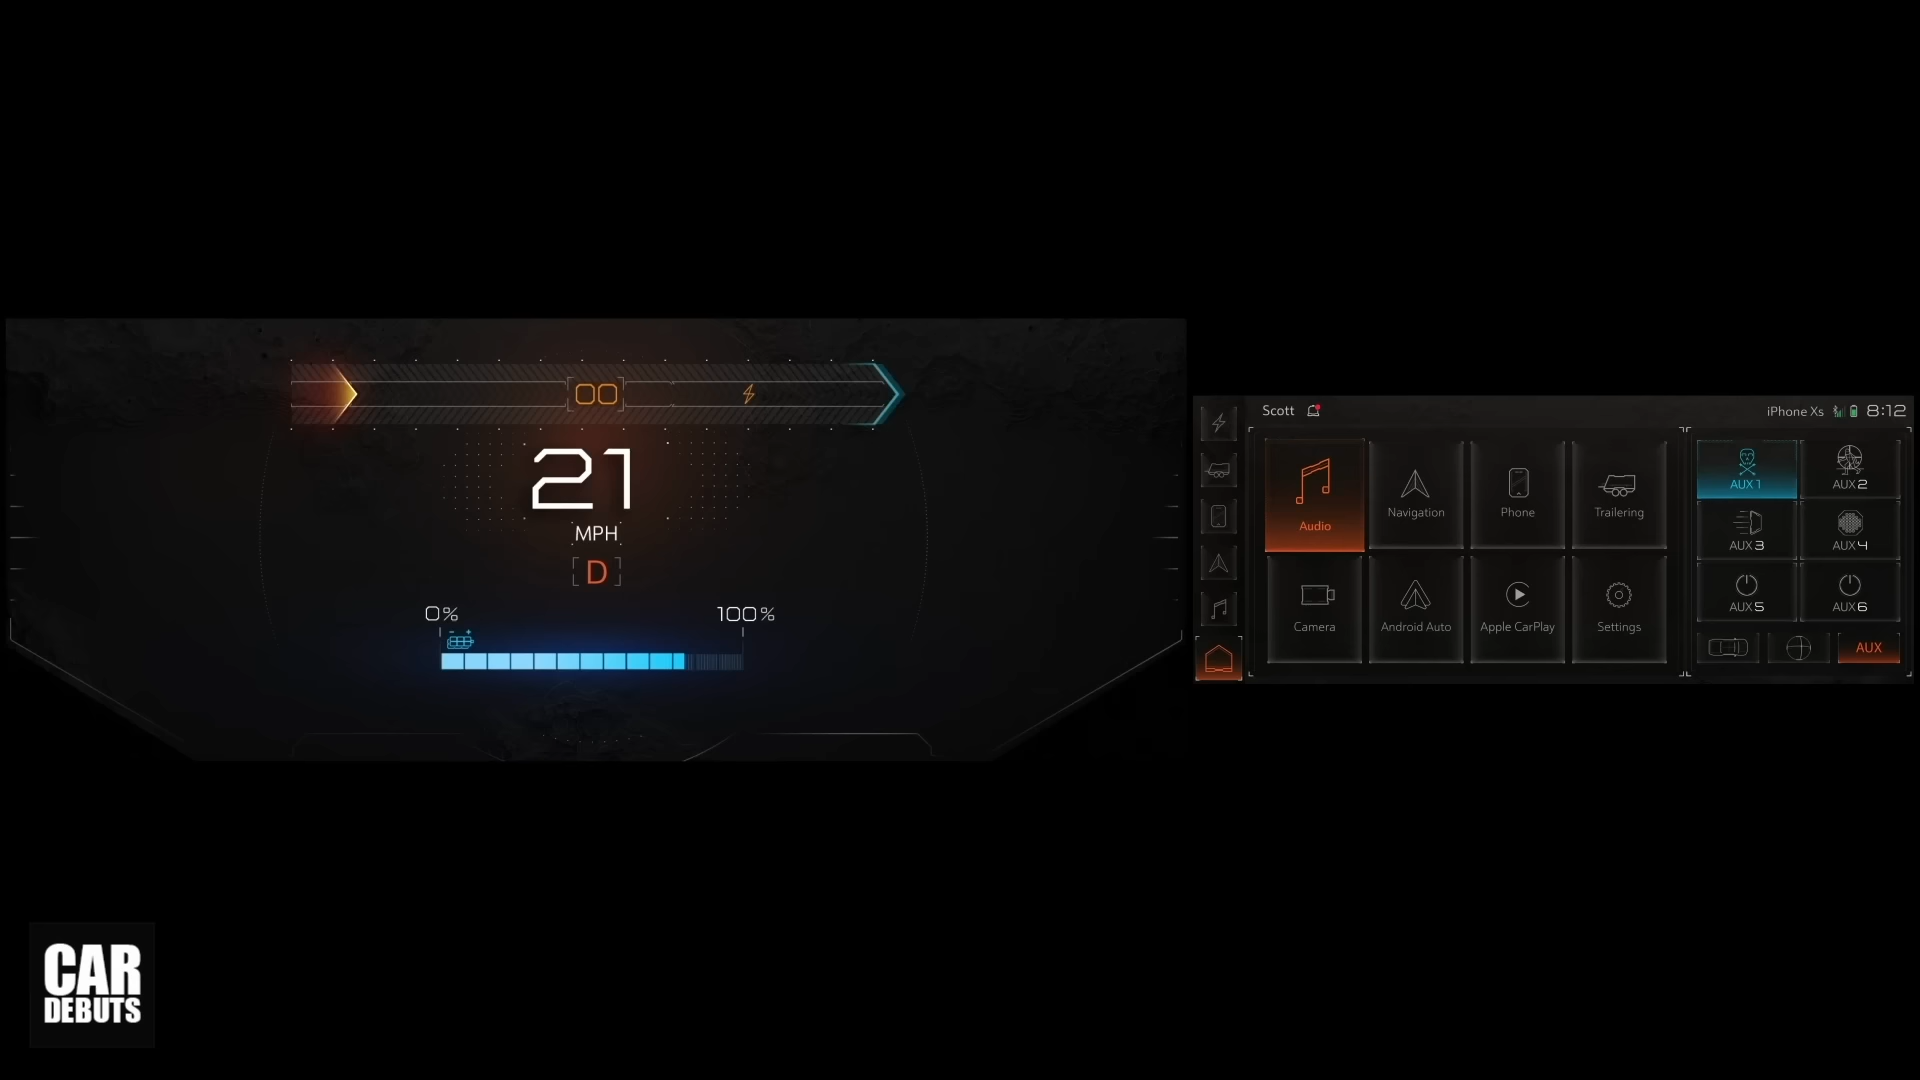 00
21
MPH
D
0%
100%
Scott
iPhone Xs
8:12
Audio
Navigation
Phone
Trailering
Camera
Android Auto
Apple CarPlay
Settings
AUX 1
AUX 2
AUX 3
AUX 4
AUX 5
AUX 6
AUX
CAR
DEBUTS